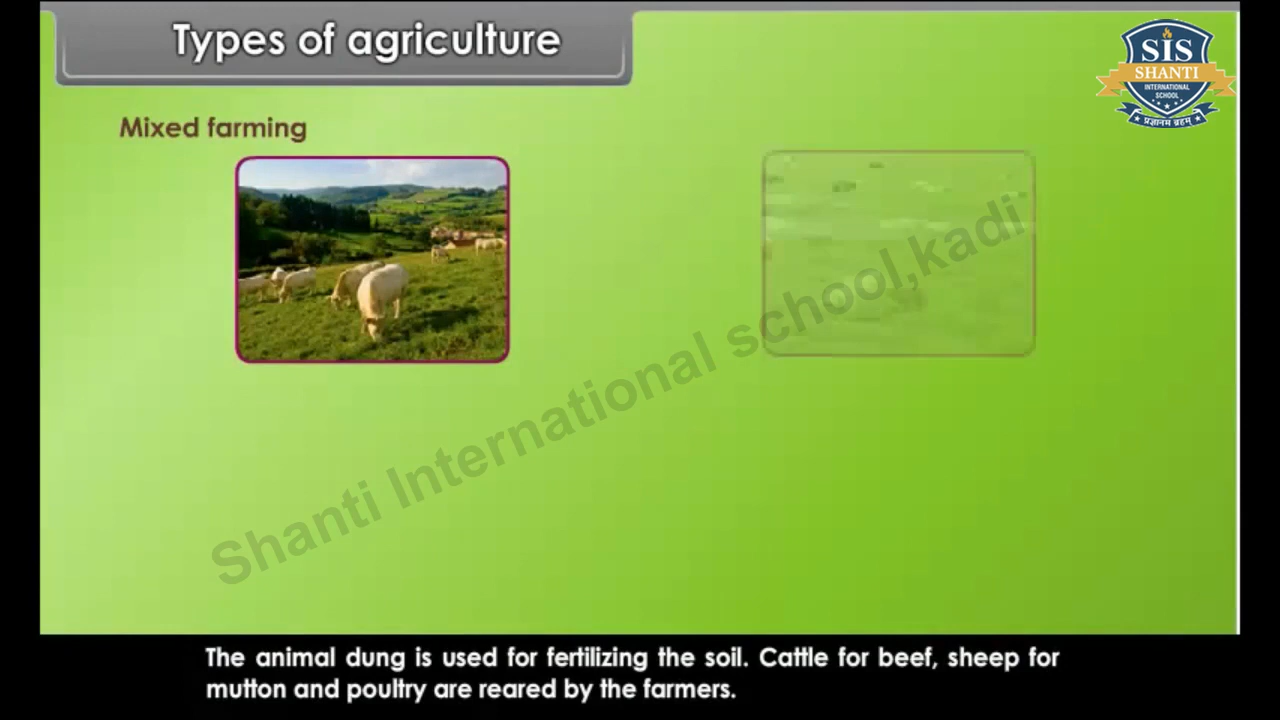 Types of agriculture
SIS
SHANTI
INTERNATIONAL
SCHOOL
प्रज्ञानम ब्रहम्
Mixed farming
Shanti International school,kadi
The animal dung is used for fertilizing the soil. Cattle for beef, sheep for
mutton and poultry are reared by the farmers.